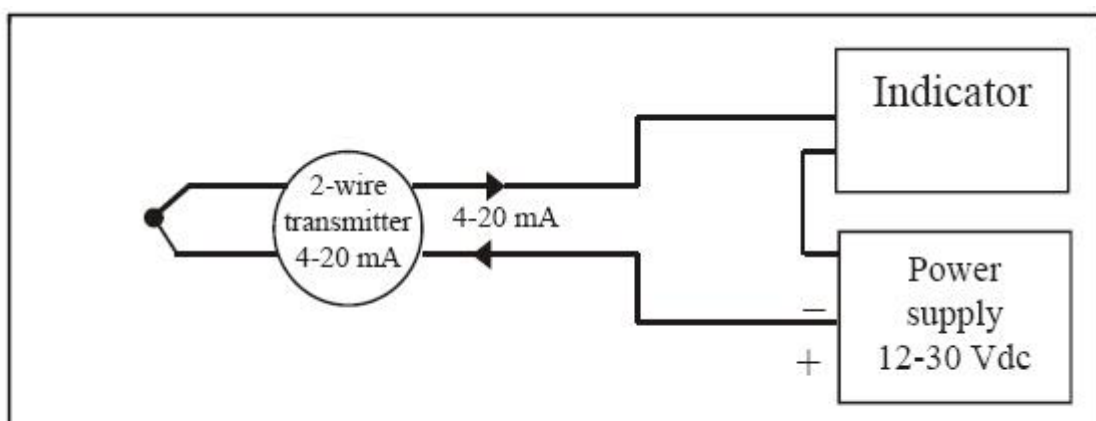 Indicator
2-wire
transmitter
4-20 mA
4-20 mA
Power
supply
12-30 Vdc
−
+